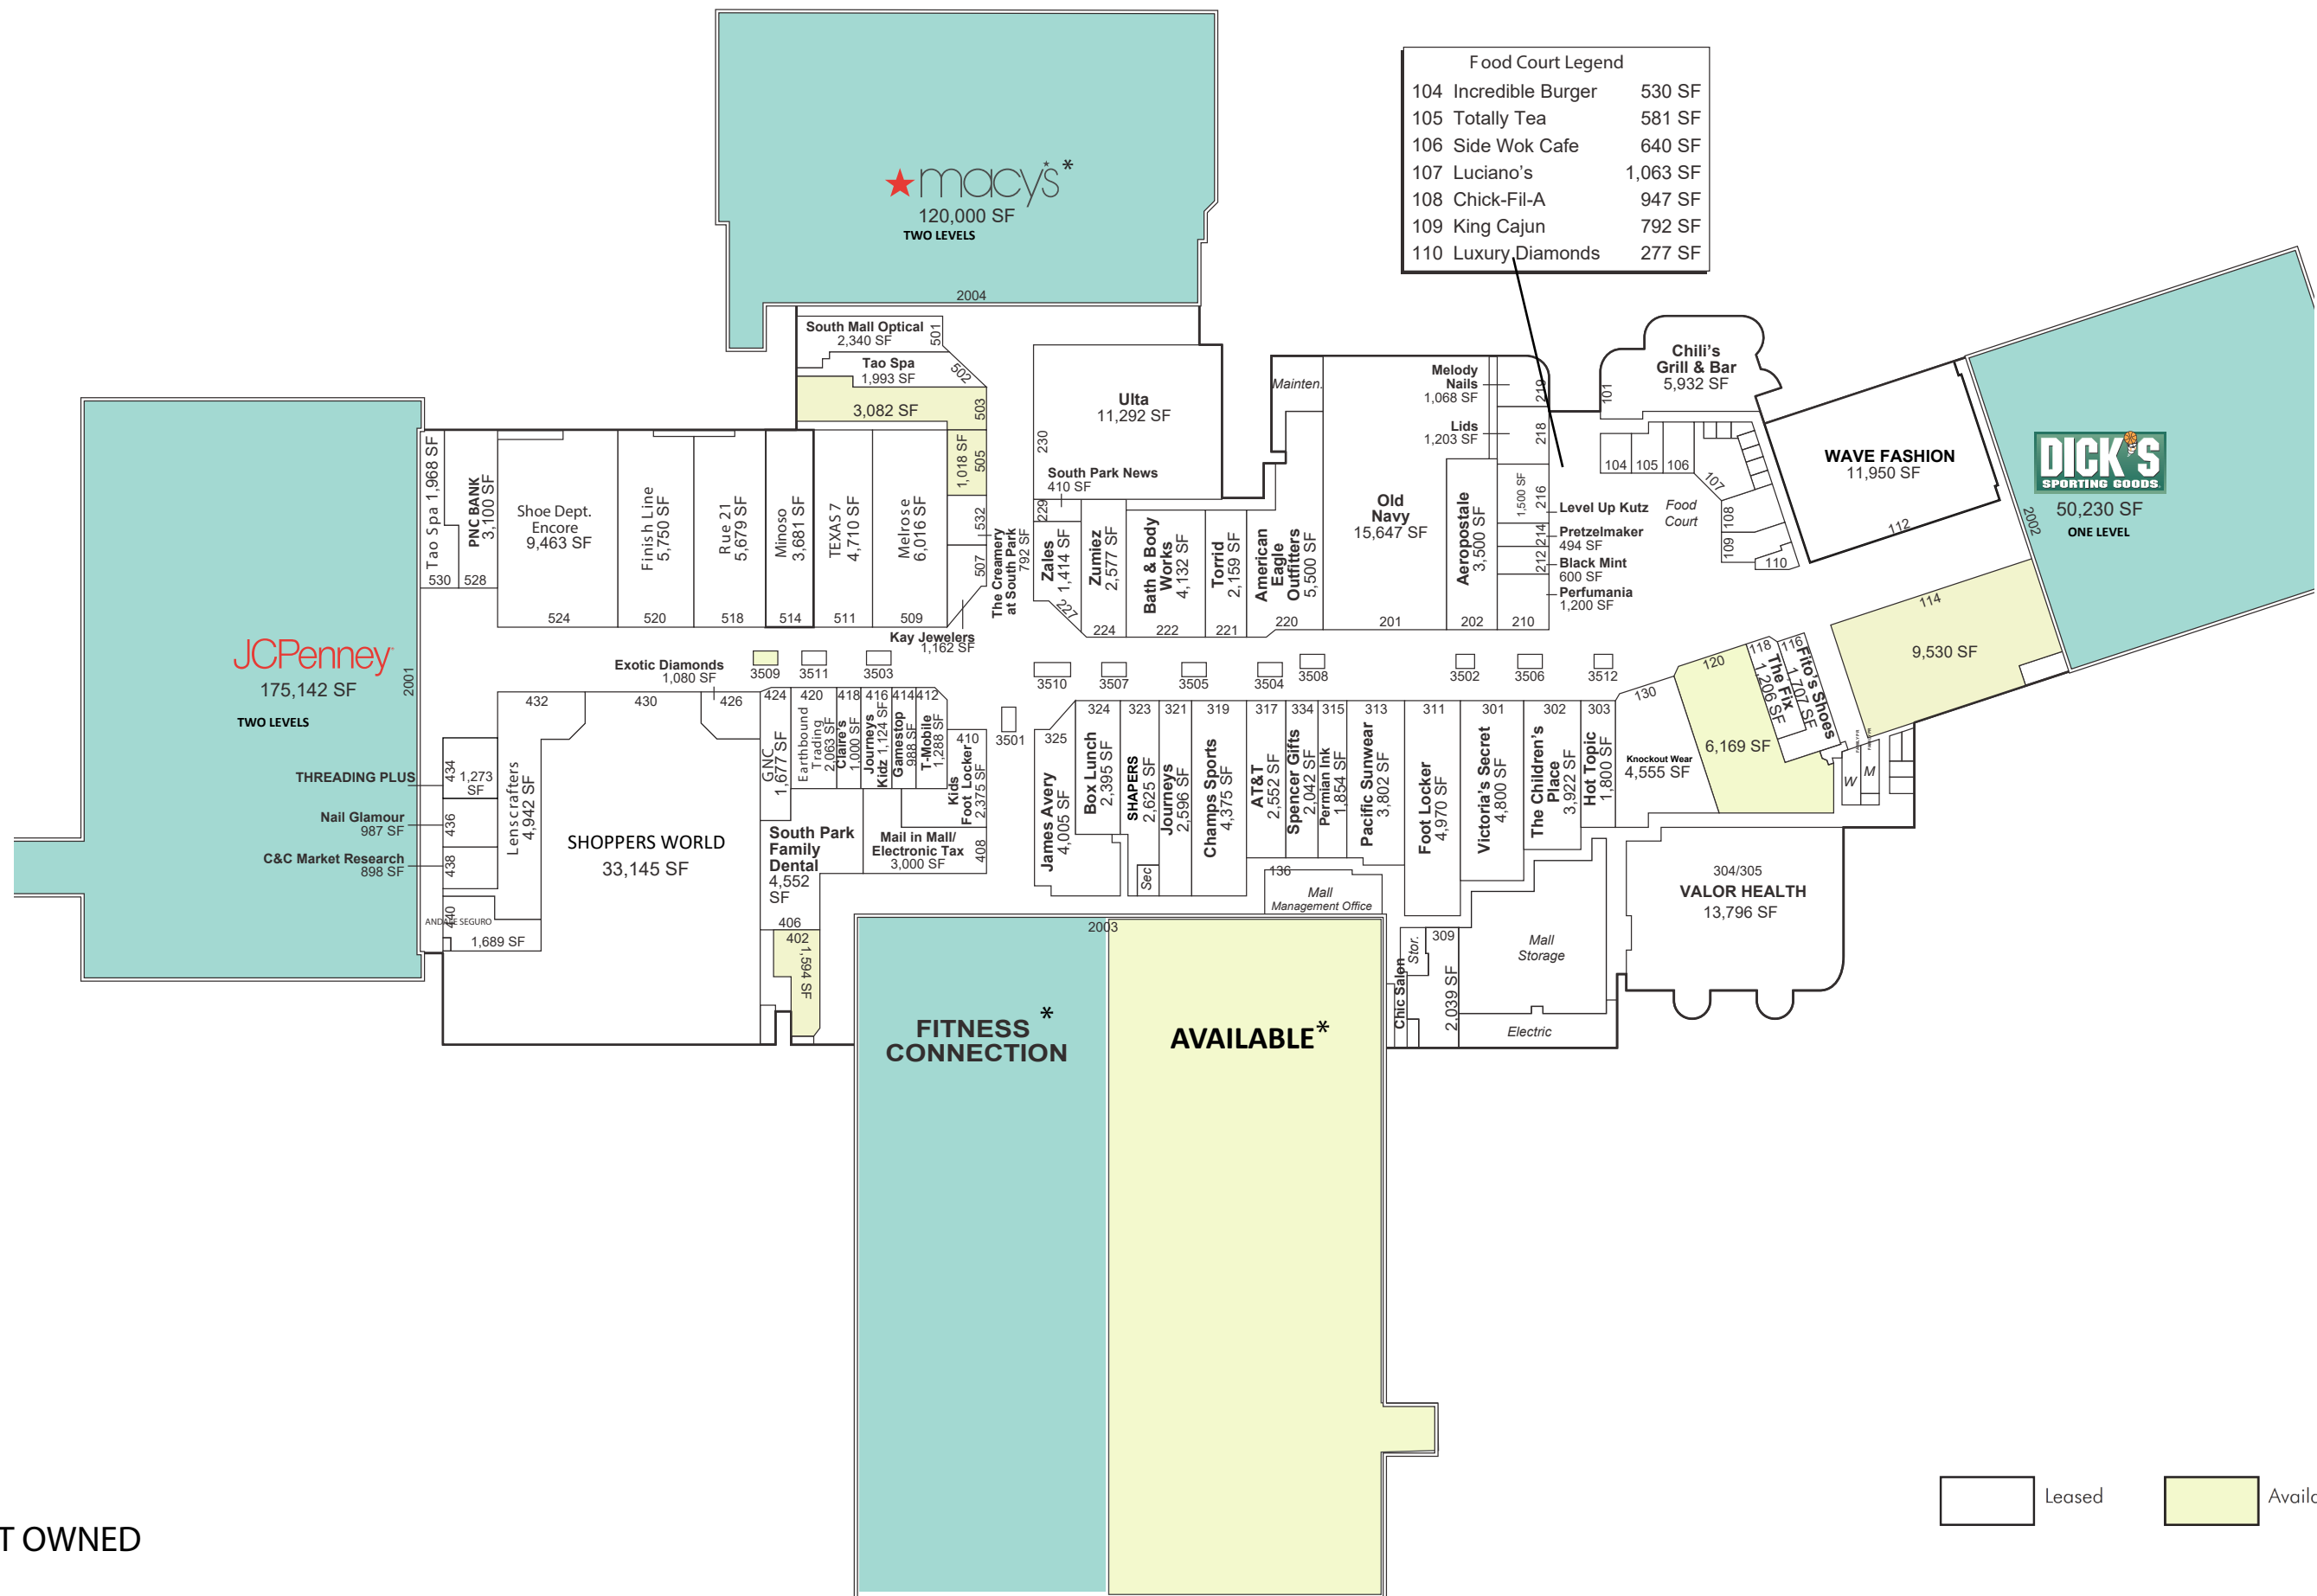 Food Court Legend
104 Incredible Burger 530 SF
105 Totally Tea 581 SF
106 Side Wok Cafe 640 SF
107 Luciano’s 1,063 SF
108 Chick-Fil-A 947 SF
109 King Cajun 792 SF
110 Luxury Diamonds 277 SF
macy's*
120,000 SF
TWO LEVELS
2004
South Mall Optical
2,340 SF
501
Tao Spa
1,993 SF
502
3,082 SF
503
1,018 SF
505
532
507
The Creamery
at South Park
792 SF
Kay Jewelers
1,162 SF
Ulta
11,292 SF
230
South Park News
410 SF
229
Zales
1,414 SF
227
Zumiez
2,577 SF
224
Bath & Body
Works
4,132 SF
222
Torrid
2,159 SF
221
American
Eagle
Outfitters
5,500 SF
220
Mainten.
Old
Navy
15,647 SF
201
Aeropostale
3,500 SF
202
Melody
Nails
1,068 SF
219
Lids
1,203 SF
218
1,500 SF
216
Level Up Kutz
214
Pretzelmaker
494 SF
212
Black Mint
600 SF
Perfumania
1,200 SF
210
101
Chili’s
Grill & Bar
5,932 SF
104
105
106
107
108
109
110
Food
Court
WAVE FASHION
11,950 SF
112
DICK'S
SPORTING GOODS
50,230 SF
ONE LEVEL
2002
114
9,530 SF
116
Fito’s Shoes
1,707 SF
118
The Fix
1,206 SF
120
6,169 SF
130
Knockout Wear
4,555 SF
W
M
304/305
VALOR HEALTH
13,796 SF
JCPenney
175,142 SF
TWO LEVELS
2001
Tao Spa 1,968 SF
530
PNC BANK
3,100 SF
528
Shoe Dept.
Encore
9,463 SF
524
Finish Line
5,750 SF
520
Rue 21
5,679 SF
518
Minoso
3,681 SF
514
TEXAS 7
4,710 SF
511
Melrose
6,016 SF
509
Exotic Diamonds
1,080 SF
3509
3511
3503
3501
3510
3507
3505
3504
3508
3502
3506
3512
432
430
426
THREADING PLUS
434
1,273
SF
Nail Glamour
987 SF
436
C&C Market Research
898 SF
438
440
1,689 SF
Lenscrafters
4,942 SF
SHOPPERS WORLD
33,145 SF
424
GNC
1,677 SF
420
Earthbound
Trading
2,063 SF
418
Claire's
1,000 SF
416
Journeys
Kidz 1,124 SF
414
Gamestop
988 SF
412
T-Mobile
1,288 SF
410
Kids
Foot Locker
2,375 SF
South Park
Family
Dental
4,552
SF
406
Mail in Mall/
Electronic Tax
3,000 SF
408
402
1,594 SF
325
James Avery
4,005 SF
324
Box Lunch
2,395 SF
323
SHAPERS
2,625 SF
Sec
321
Journeys
2,596 SF
319
Champs Sports
4,375 SF
317
AT&T
2,552 SF
334
Spencer Gifts
2,042 SF
315
Permian Ink
1,854 SF
313
Pacific Sunwear
3,802 SF
311
Foot Locker
4,970 SF
301
Victoria's Secret
4,800 SF
302
The Children's
Place
3,922 SF
303
Hot Topic
1,800 SF
136
Mall
Management Office
2003
FITNESS *
CONNECTION
AVAILABLE*
Chic Salon
Stor.
309
2,039 SF
Mall
Storage
Electric
Leased
T OWNED